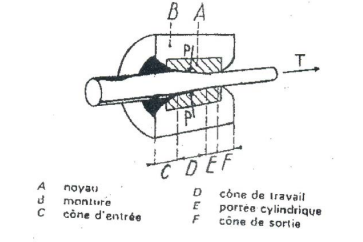 B A
P
T
P
C D E F
A noyau
B monture
C cône d'entrée
D cône de travail
E portée cylindrique
F cône de sortie